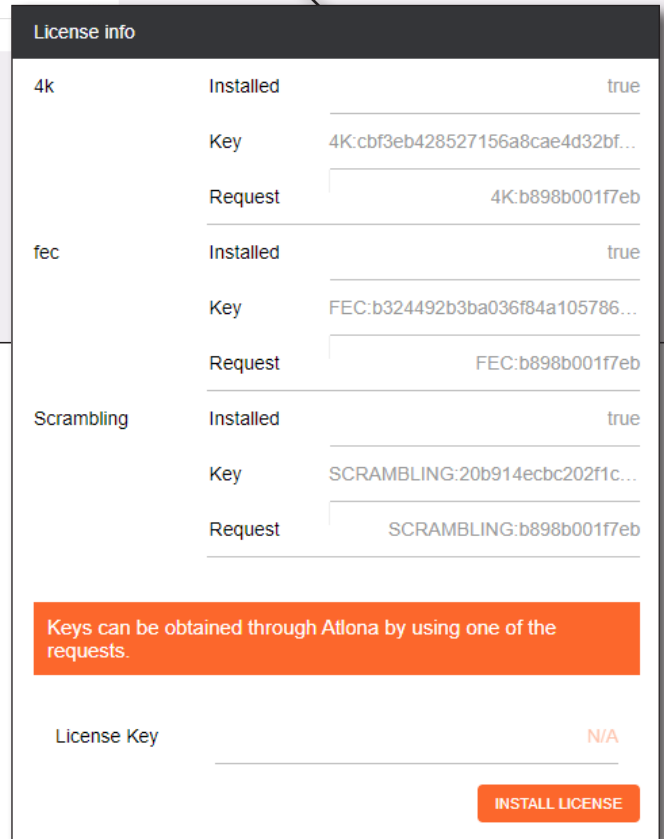 License info
4k Installed true
Key 4K:cbf3eb428527156a8cae4d32bf...
Request 4K:b898b001f7eb
fec Installed true
Key FEC:b324492b3ba036f84a105786...
Request FEC:b898b001f7eb
Scrambling Installed true
Key SCRAMBLING:20b914ecbc202f1c...
Request SCRAMBLING:b898b001f7eb
Keys can be obtained through Atlona by using one of the
requests.
License Key N/A
INSTALL LICENSE